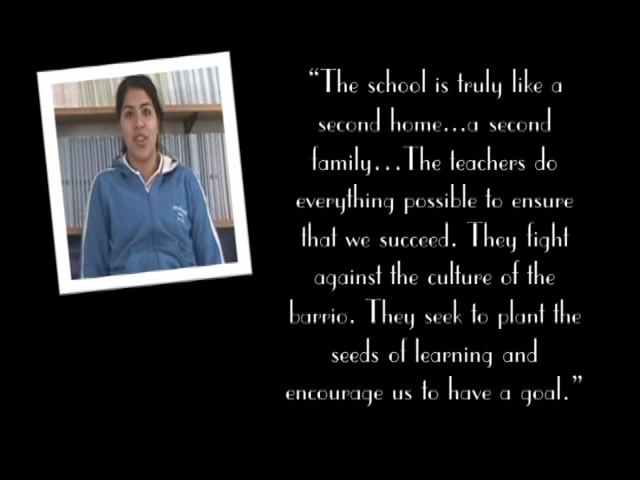 “The school is truly like a
second home...a second
family...The teachers do
everything possible to ensure
that we succeed. They fight
against the culture of the
barrio. They seek to plant the
seeds of learning and
encourage us to have a goal.”